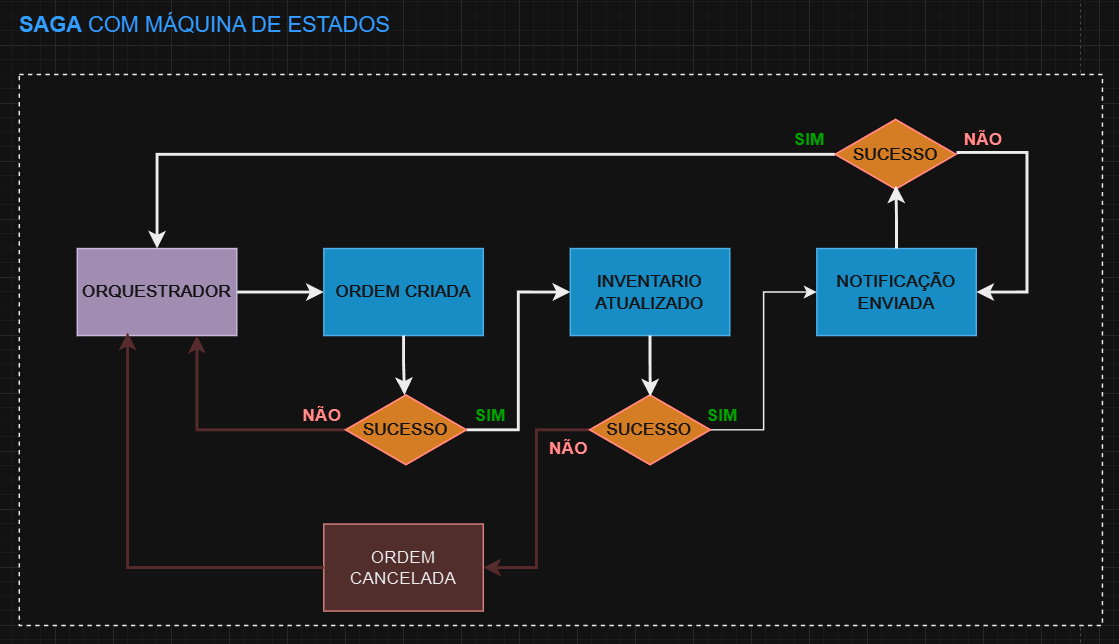 SAGA COM MÁQUINA DE ESTADOS
SIM
SUCESSO
NÃO
ORQUESTRADOR
ORDEM CRIADA
INVENTARIO
ATUALIZADO
NOTIFICAÇÃO
ENVIADA
NÃO
SUCESSO
SIM
NÃO
SUCESSO
SIM
ORDEM
CANCELADA